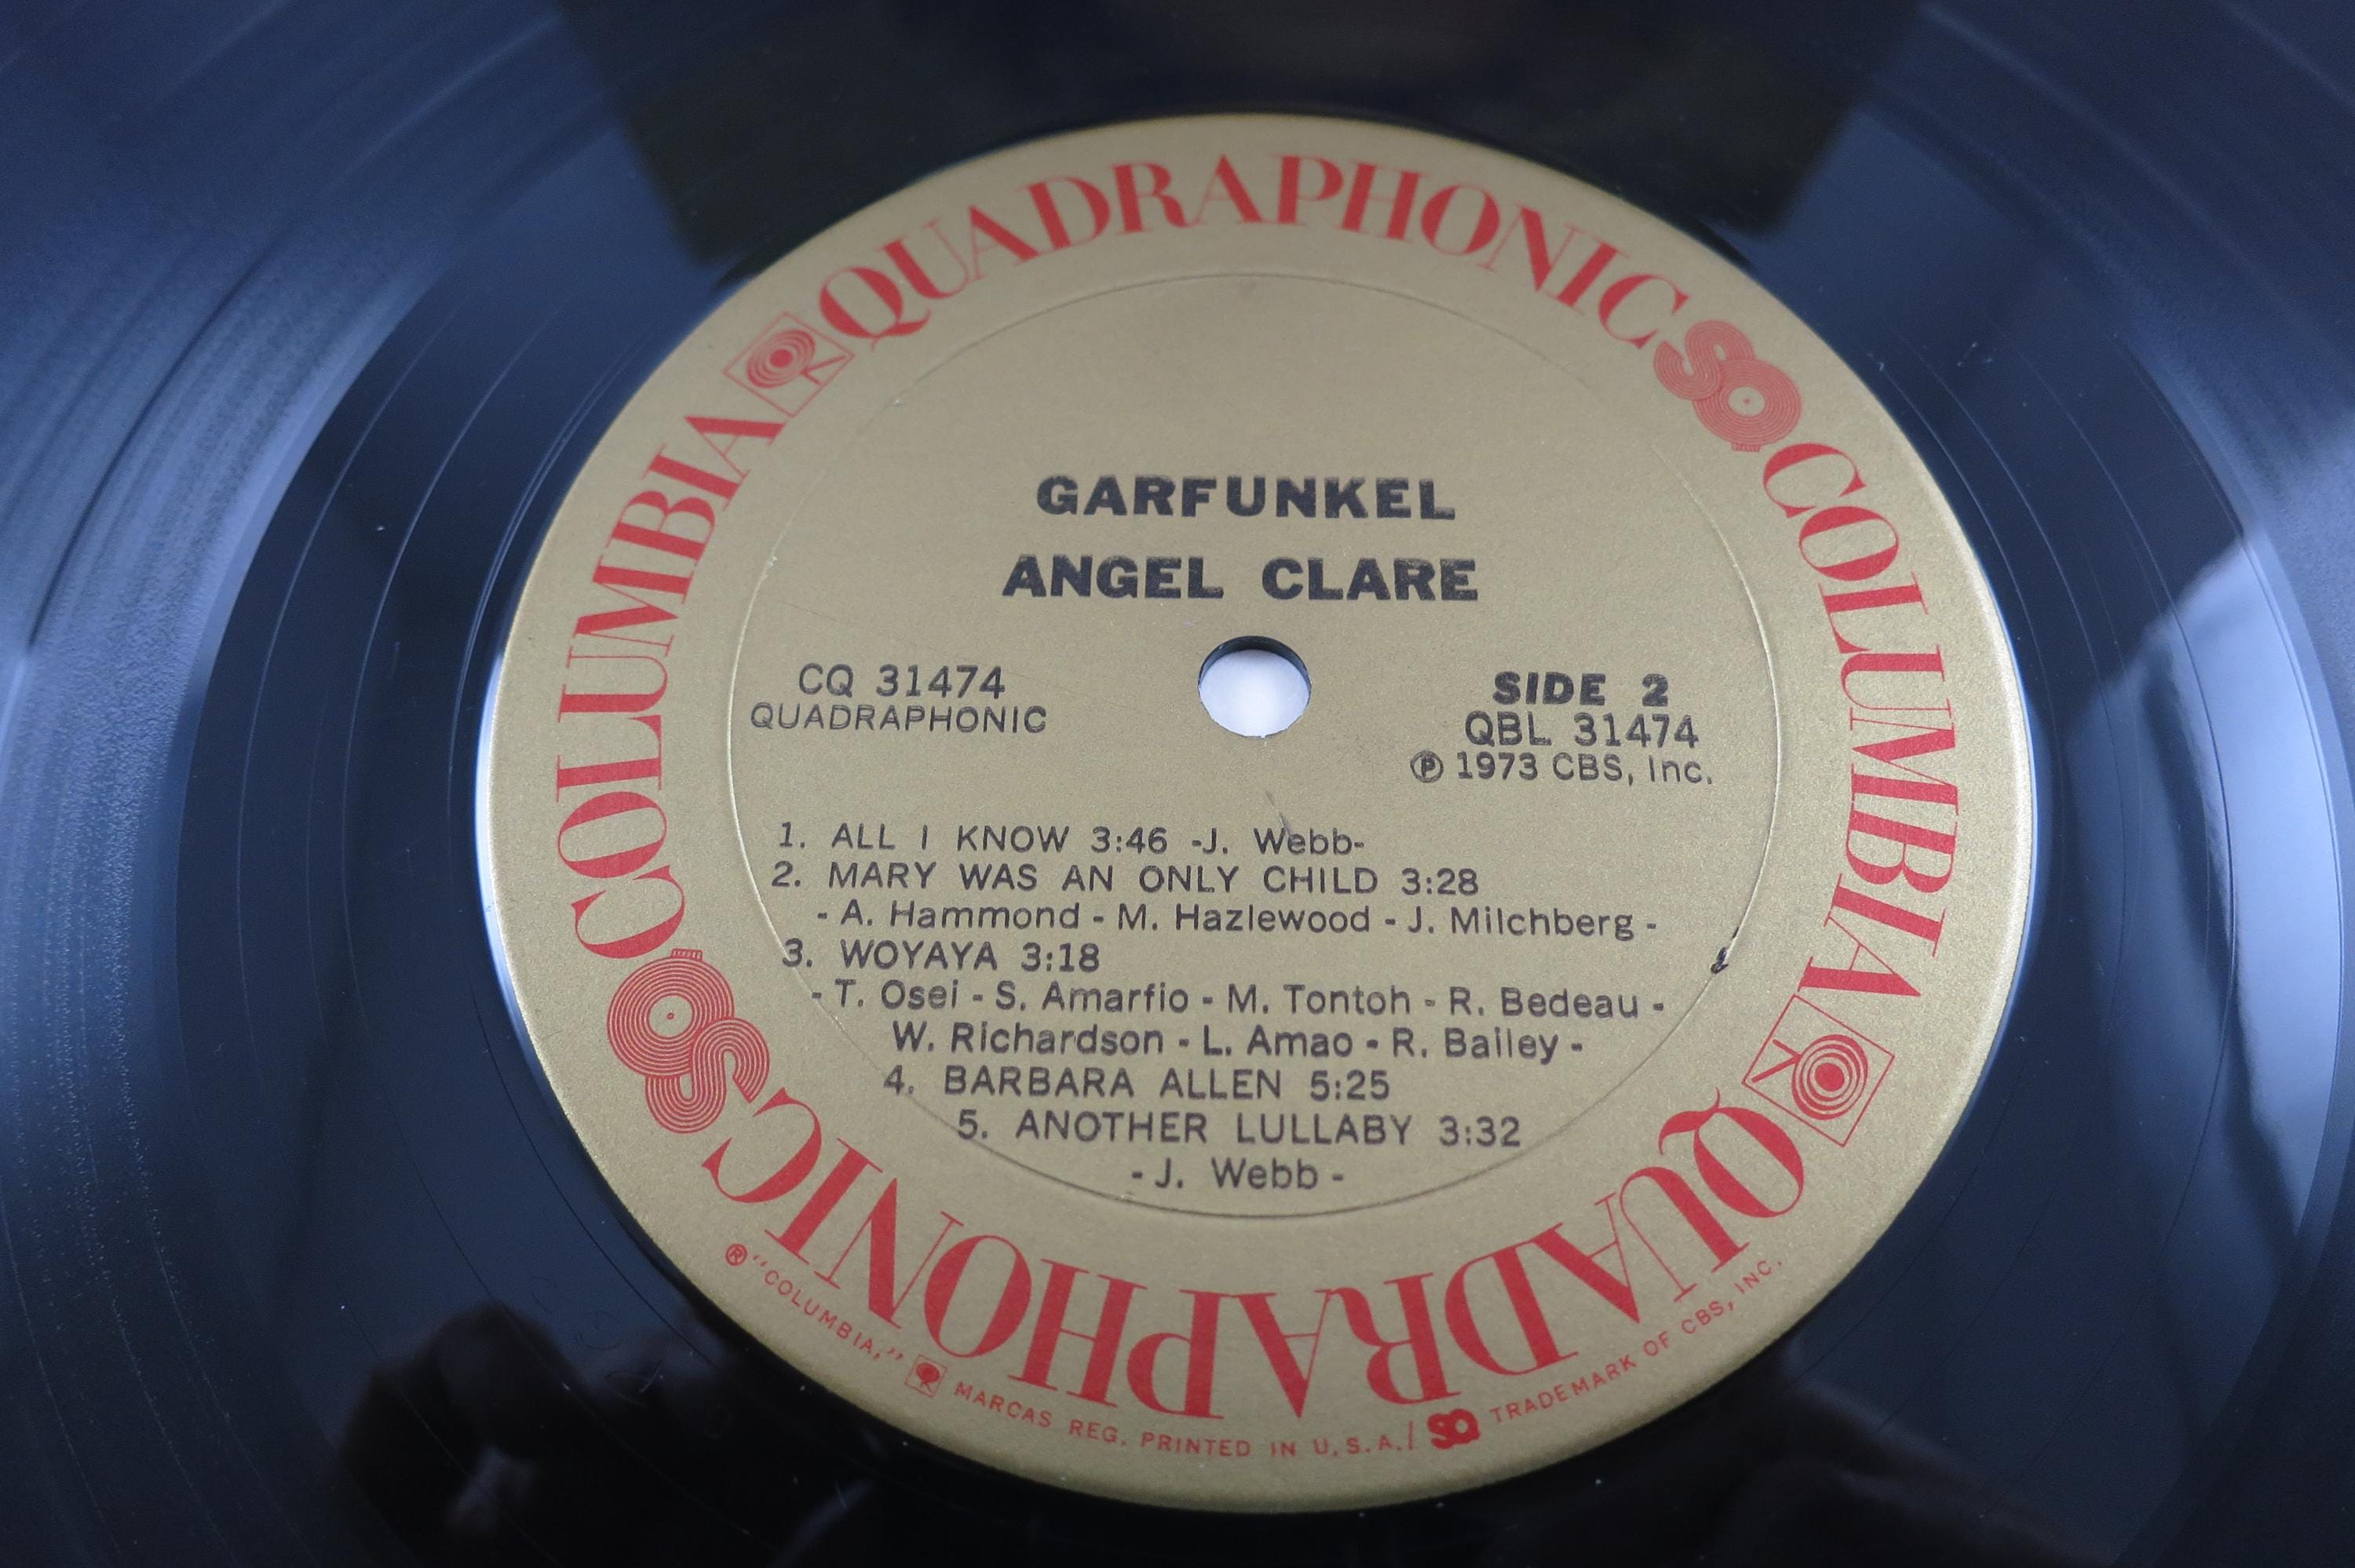 QUADRAPHONIC SQ COLUMBIA QUADRAPHONIC SQ COLUMBIA
GARFUNKEL
ANGEL CLARE
CQ 31474
QUADRAPHONIC
SIDE 2
QBL 31474
℗ 1973 CBS, Inc.
1. ALL I KNOW 3:46 -J. Webb-
2. MARY WAS AN ONLY CHILD 3:28
- A. Hammond - M. Hazlewood - J. Milchberg -
3. WOYAYA 3:18
- T. Osei - S. Amarfio - M. Tontoh - R. Bedeau -
W. Richardson - L. Amao - R. Bailey -
4. BARBARA ALLEN 5:25
5. ANOTHER LULLABY 3:32
- J. Webb -
® "COLUMBIA," MARCAS REG. PRINTED IN U.S.A./ SQ TRADEMARK OF CBS, INC.